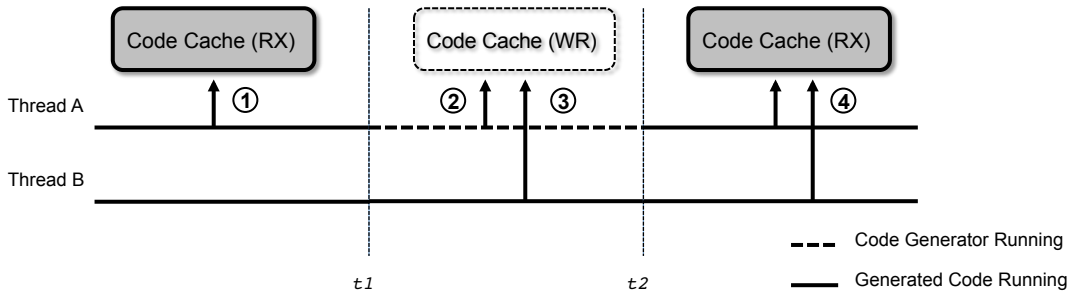 Code Cache (RX)
Code Cache (WR)
Code Cache (RX)
Thread A
①
②
③
④
Thread B
Code Generator Running
t1
t2
Generated Code Running